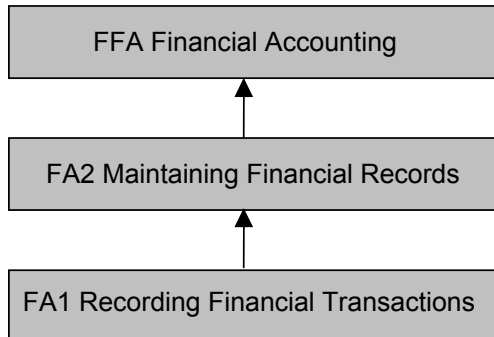 FFA Financial Accounting
FA2 Maintaining Financial Records
FA1 Recording Financial Transactions